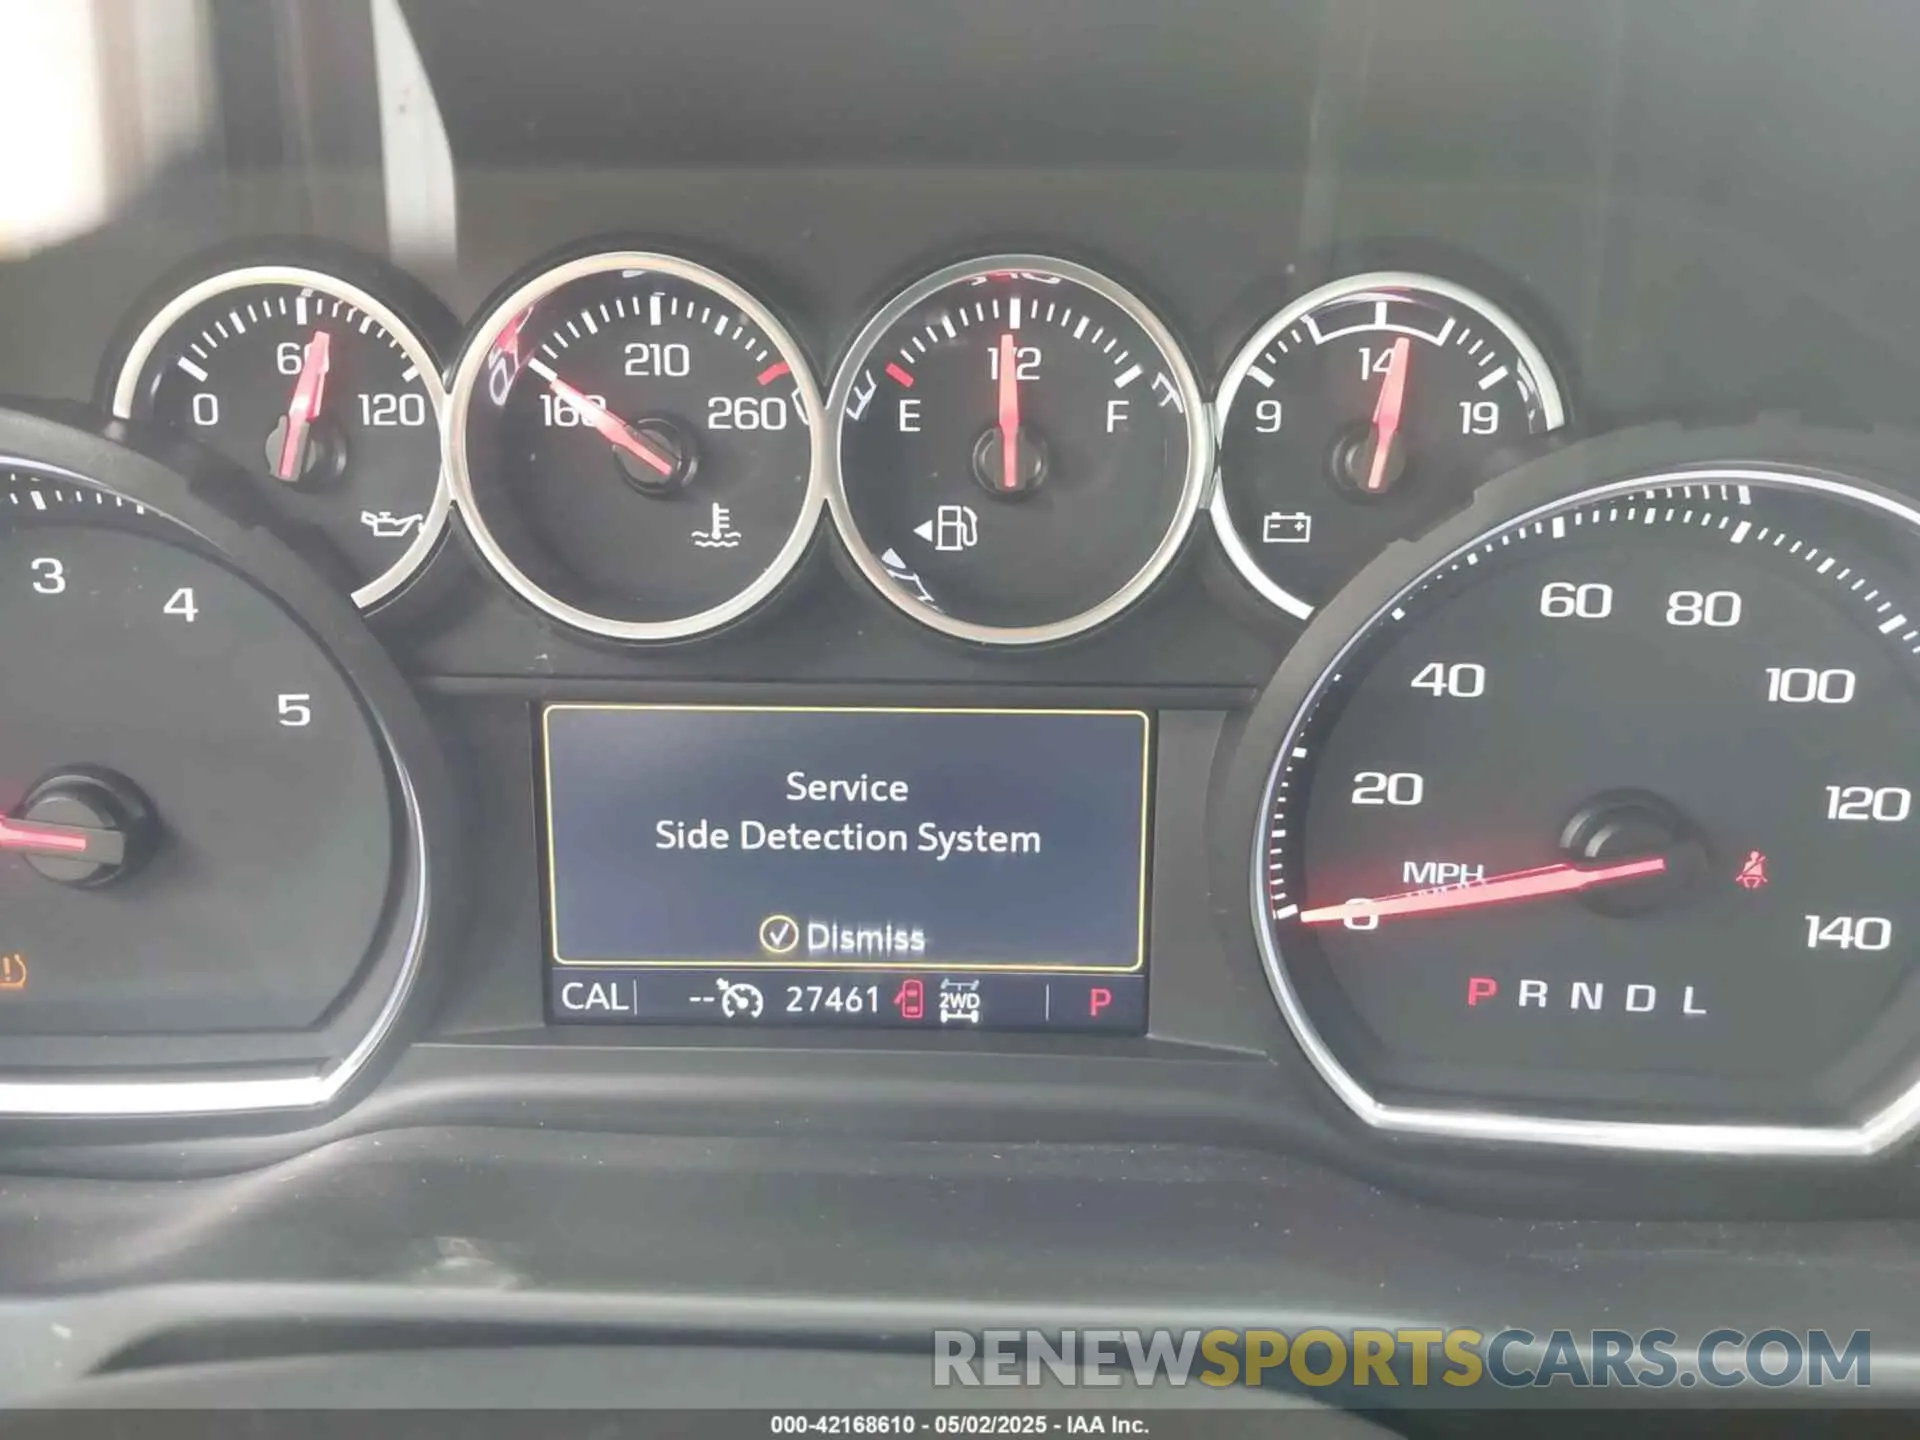 0 60 120
160 210 260
E 1/2 F
9 14 19
3 4 5
Service
Side Detection System
Dismiss
CAL -- 27461 2WD P
0 20 40 60 80 100 120 140
MPH
P R N D L
RENEWSPORTSCARS.COM
000-42168610 - 05/02/2025 - IAA Inc.